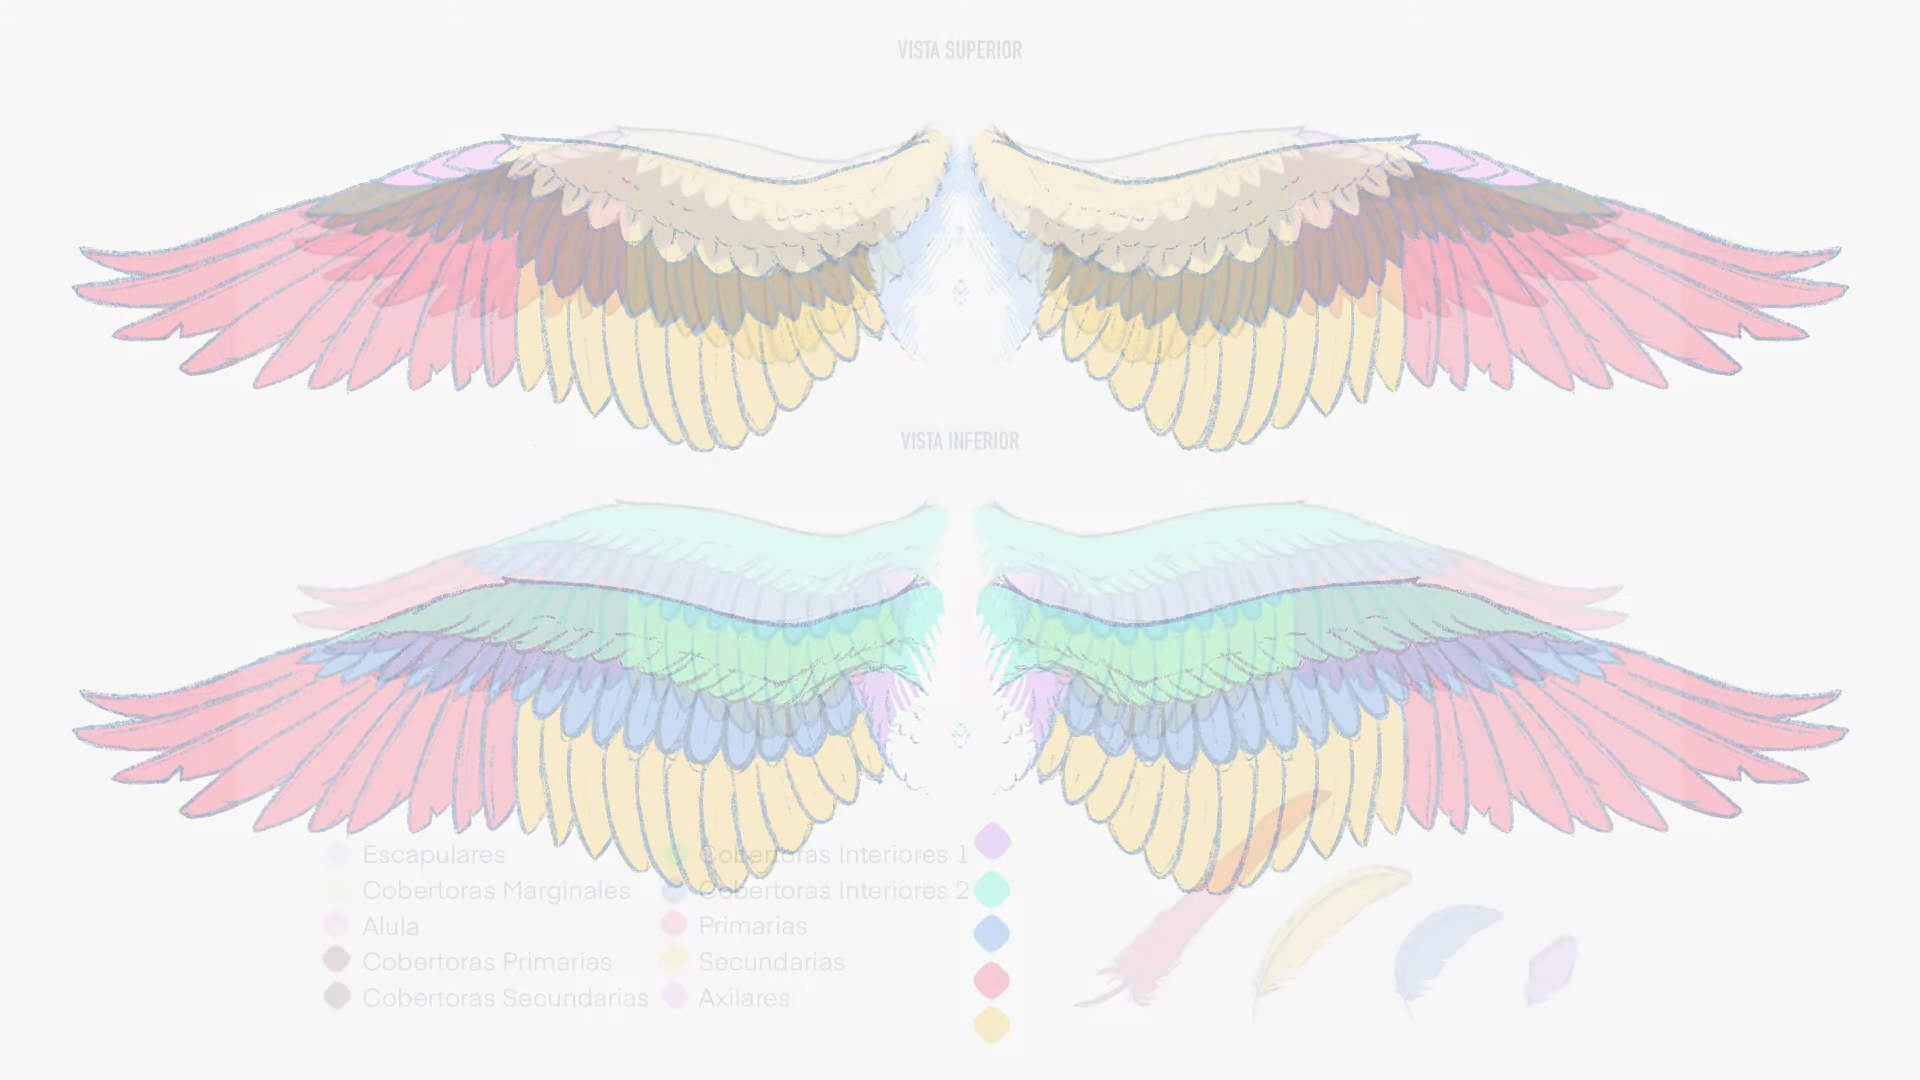 VISTA SUPERIOR
VISTA INFERIOR
Escapulares
Cobertoras Marginales
Alula
Cobertoras Primarias
Cobertoras Secundarias
Cobertoras Interiores 1
Cobertoras Interiores 2
Primarias
Secundarias
Axilares